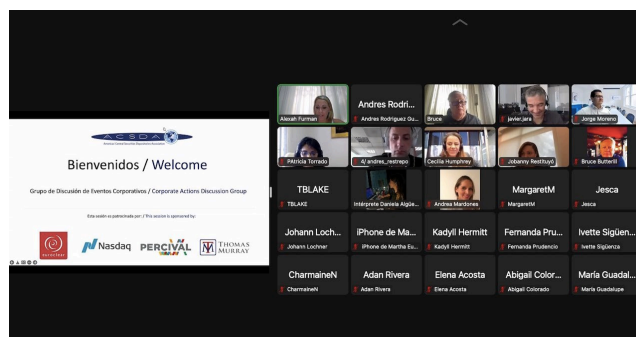 ACSDA
Americas Central Securities Depositories Association
Bienvenidos / Welcome
Grupo de Discusión de Eventos Corporativos / Corporate Actions Discussion Group
Este sesión es patrocinada por: / This session is sponsored by:
Nasdaq
PERCIVAL
THOMAS
MURRAY
Alexah Furman
Andres Rodri...
Andres Rodriguez Gu...
Bruce
javier.jara
Jorge Moreno
PAtricia Torrado
4/ andres_restrepo
Cecilia Humphrey
Jobanny Restituyó
Bruce Butterill
TBLAKE
TBLAKE
Intérprete Daniela Algüe...
Andrea Mardones
MargaretM
MargaretM
Jesca
Jesca
Johann Loch...
Johann Lochner
iPhone de Ma...
iPhone de Martha Eu...
Kadyll Hermitt
Kadyll Hermitt
Fernanda Pru...
Fernanda Prudencio
Ivette Sigüen...
Ivette Sigüenza
CharmaineN
CharmaineN
Adan Rivera
Adan Rivera
Elena Acosta
Elena Acosta
Abigail Color...
Abigail Colorado
María Guadal...
María Guadalupe